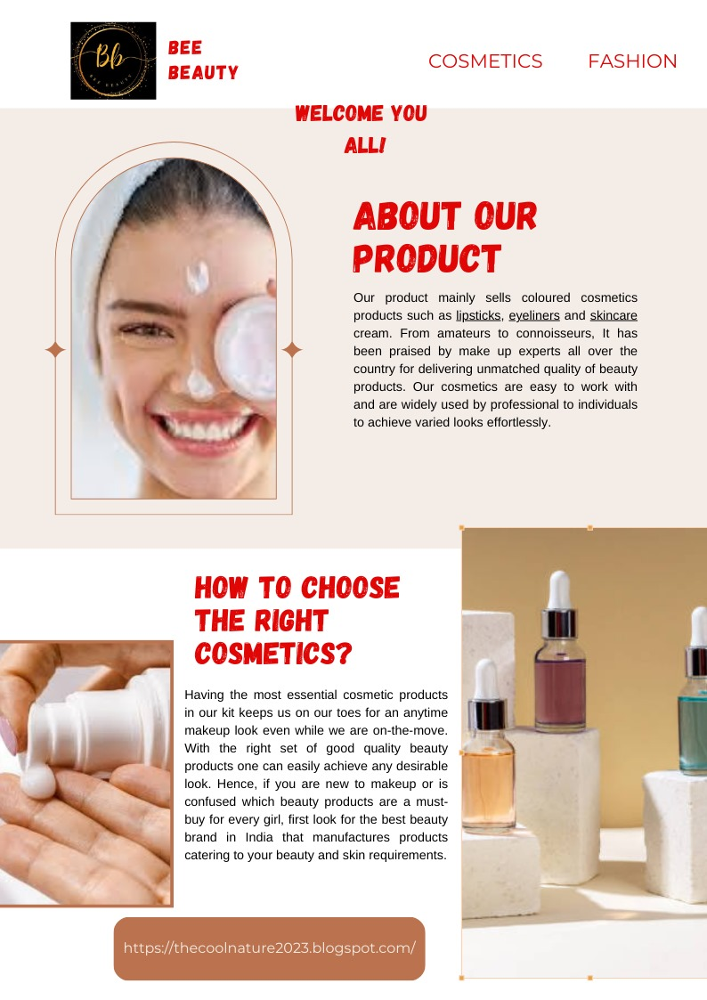 Bb
BEE BEAUTY
BEE
BEAUTY
COSMETICS
FASHION
WELCOME YOU
ALL!
ABOUT OUR
PRODUCT
Our product mainly sells coloured cosmetics
products such as lipsticks, eyeliners and skincare
cream. From amateurs to connoisseurs, It has
been praised by make up experts all over the
country for delivering unmatched quality of beauty
products. Our cosmetics are easy to work with
and are widely used by professional to individuals
to achieve varied looks effortlessly.
HOW TO CHOOSE
THE RIGHT
COSMETICS?
Having the most essential cosmetic products
in our kit keeps us on our toes for an anytime
makeup look even while we are on-the-move.
With the right set of good quality beauty
products one can easily achieve any desirable
look. Hence, if you are new to makeup or is
confused which beauty products are a must-
buy for every girl, first look for the best beauty
brand in India that manufactures products
catering to your beauty and skin requirements.
https://thecoolnature2023.blogspot.com/